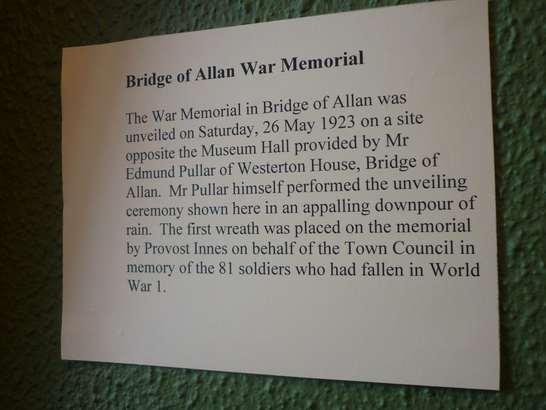 Bridge of Allan War Memorial
The War Memorial in Bridge of Allan was
unveiled on Saturday, 26 May 1923 on a site
opposite the Museum Hall provided by Mr
Edmund Pullar of Westerton House, Bridge of
Allan. Mr Pullar himself performed the unveiling
ceremony shown here in an appalling downpour of
rain. The first wreath was placed on the memorial
by Provost Innes on behalf of the Town Council in
memory of the 81 soldiers who had fallen in World
War 1.